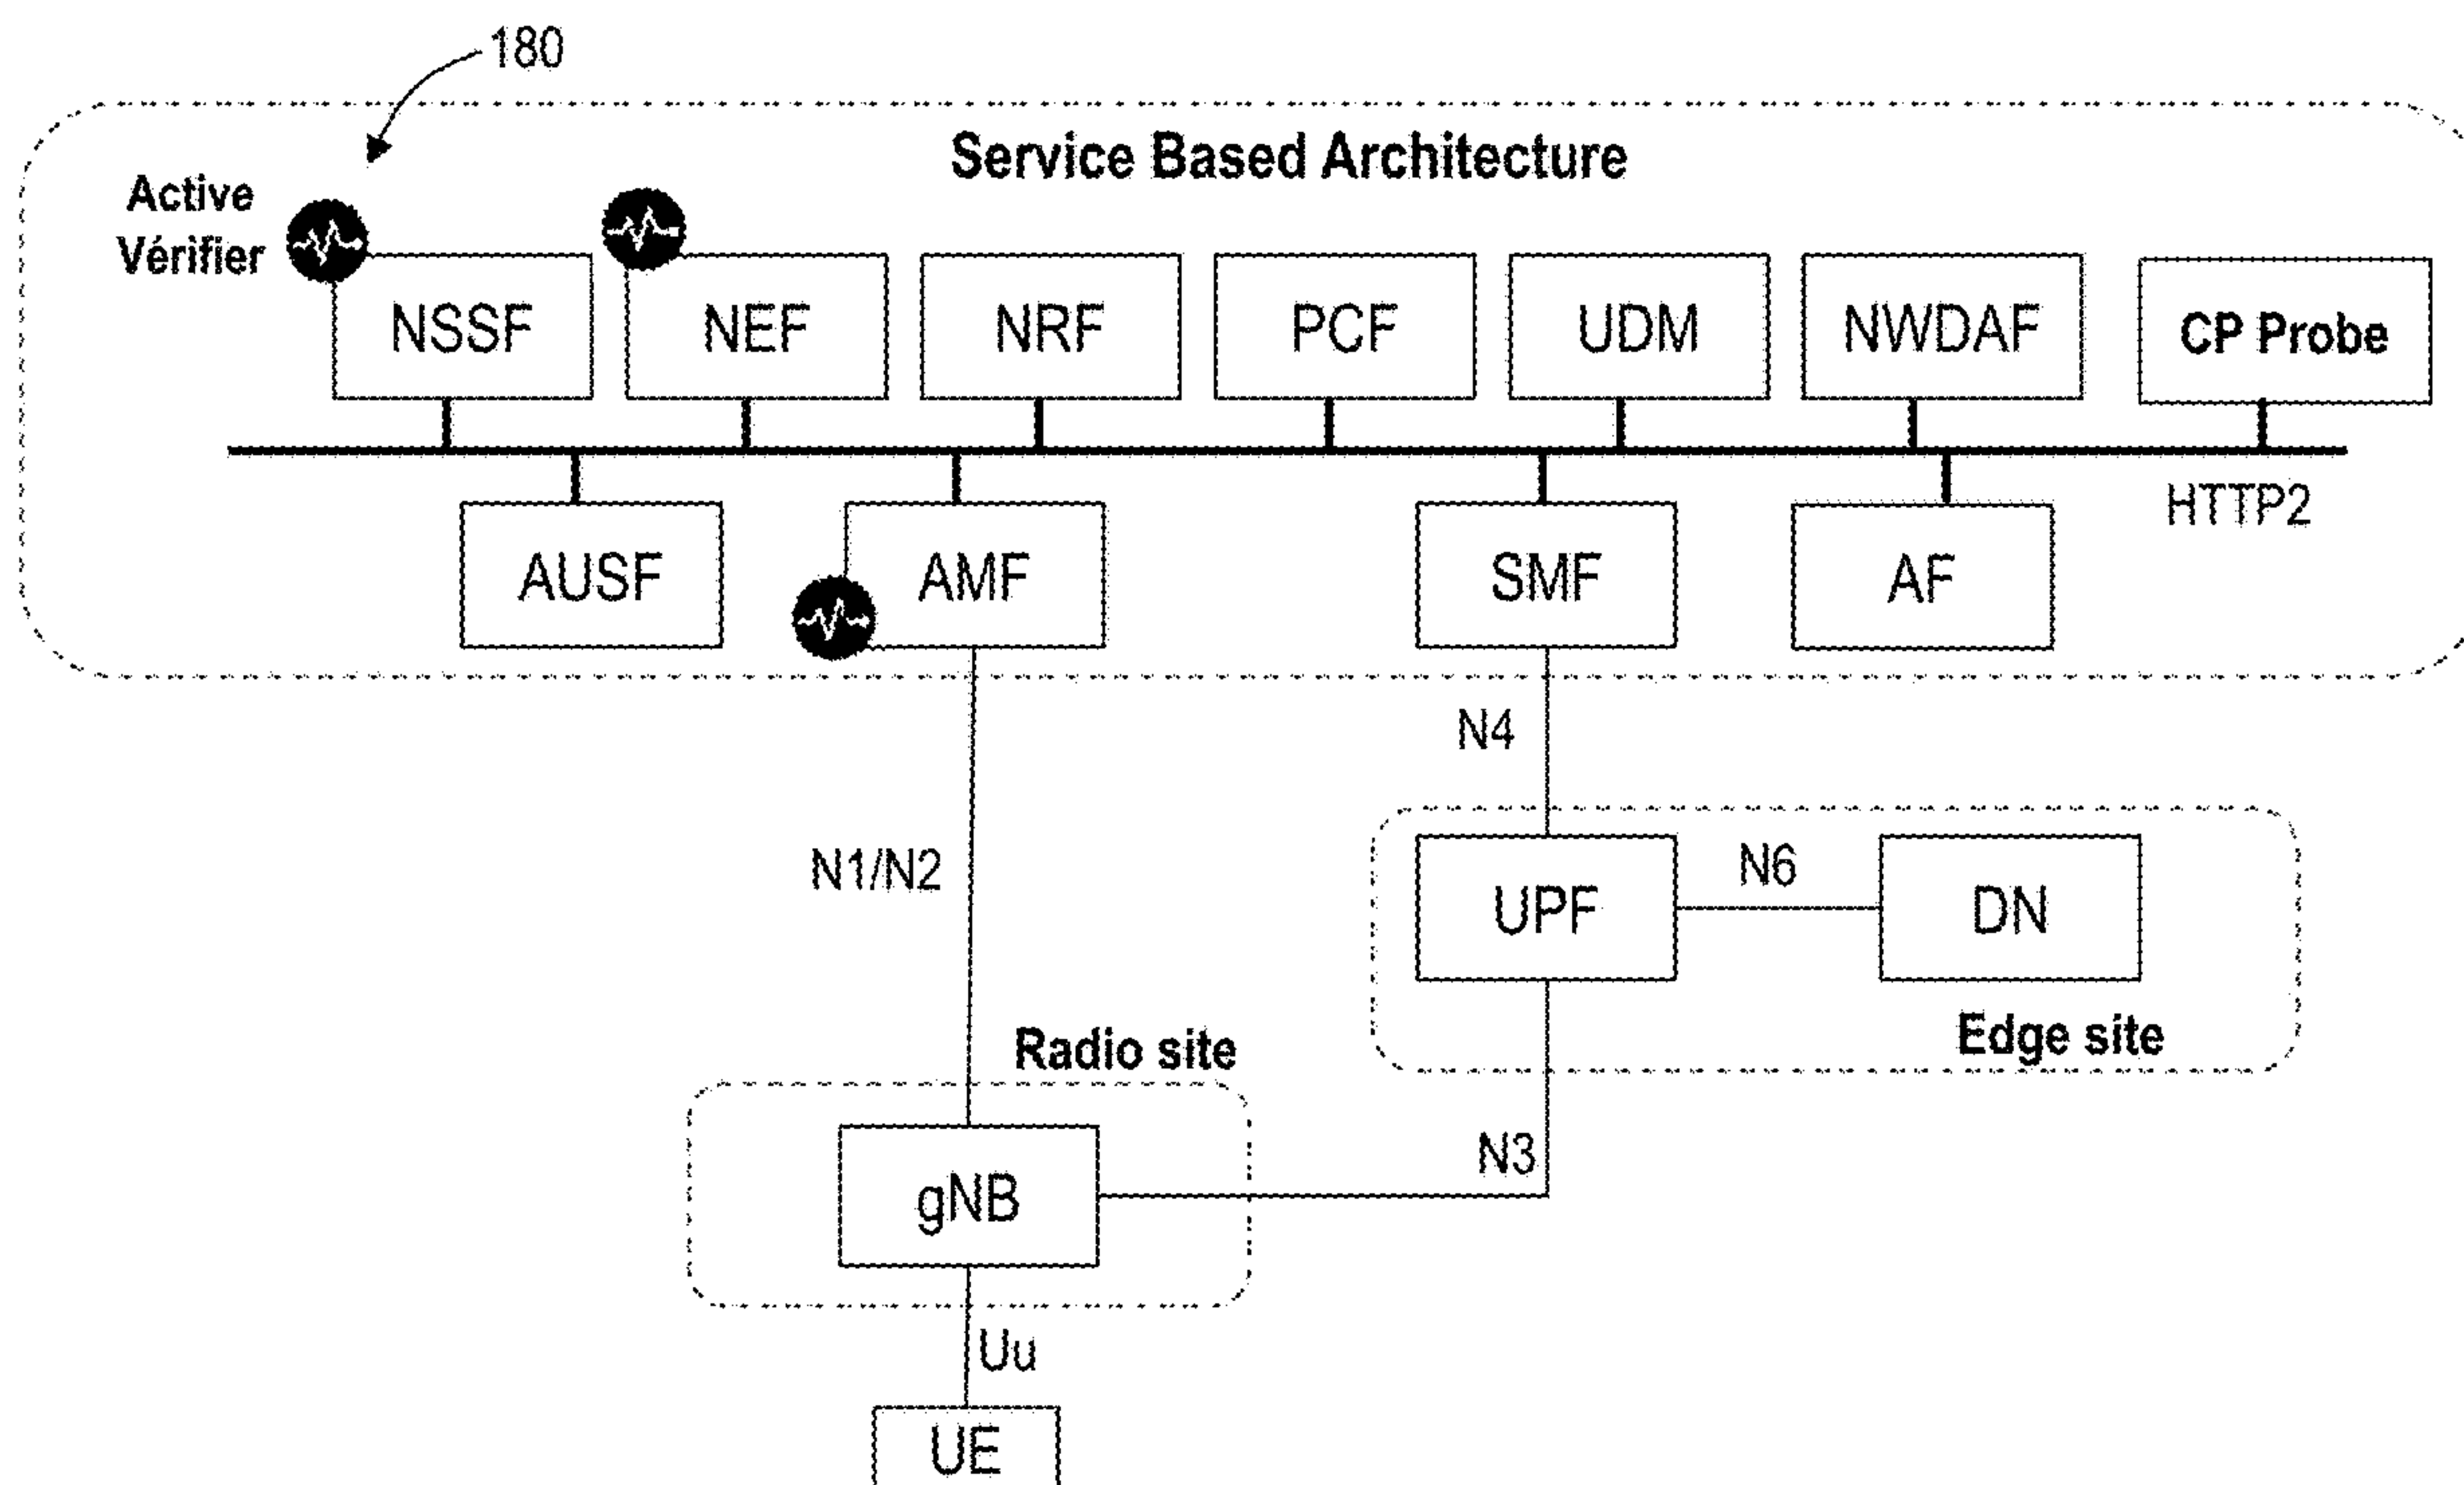 180
Service Based Architecture
Active
Vérifier
NSSF
NEF
NRF
PCF
UDM
NWDAF
CP Probe
HTTP2
AUSF
AMF
SMF
AF
N4
N1/N2
UPF
N6
DN
Edge site
Radio site
N3
gNB
Uu
UE